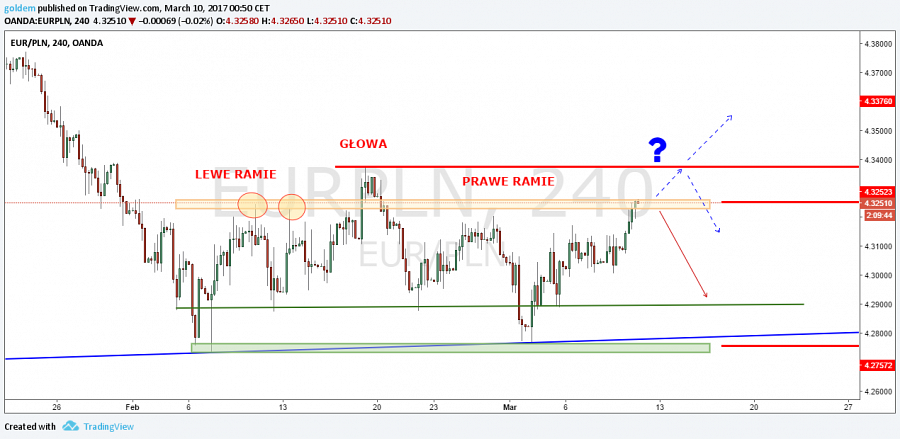 goldem published on TradingView.com, March 10, 2017 00:50 CET
OANDA:EURPLN, 240 4.32510 ▼ −0.00069 (−0.02%) O:4.32580 H:4.32650 L:4.32510 C:4.32510
EUR/PLN, 240, OANDA
EURPLN, 240
EUR/PLN
GŁOWA
LEWE RAMIE
PRAWE RAMIE
?
4.38000
4.37000
4.33760
4.35000
4.34000
4.32523
4.32510
2:09:44
4.31000
4.30000
4.29000
4.28000
4.27572
4.26000
26
Feb
6
13
20
23
Mar
6
13
20
27
Created with TradingView